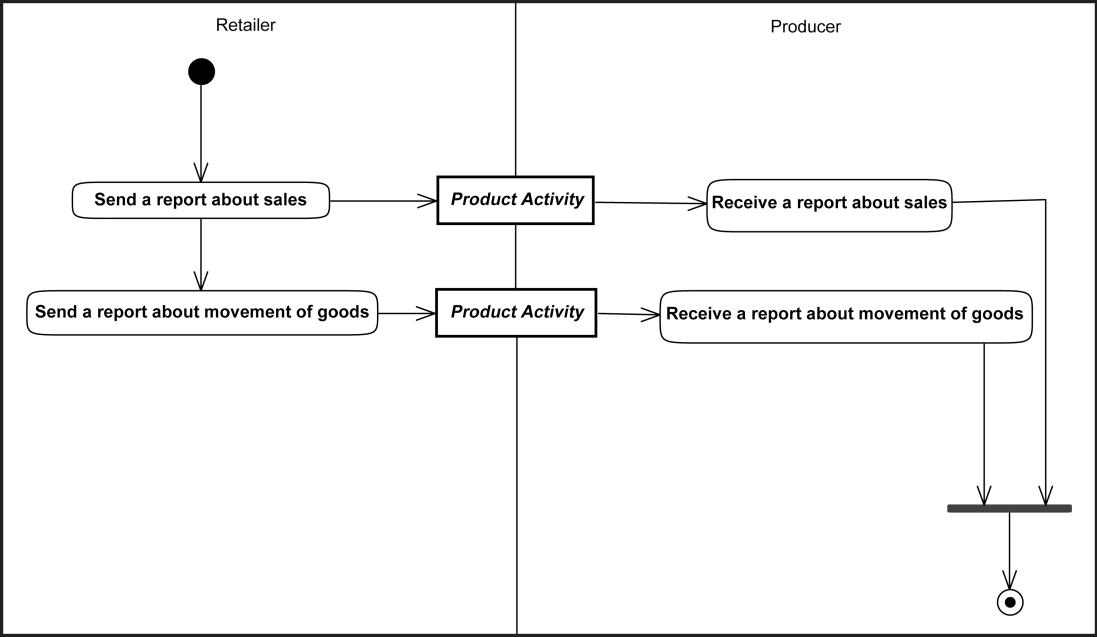 Retailer
Producer
Send a report about sales
Product Activity
Receive a report about sales
Send a report about movement of goods
Product Activity
Receive a report about movement of goods